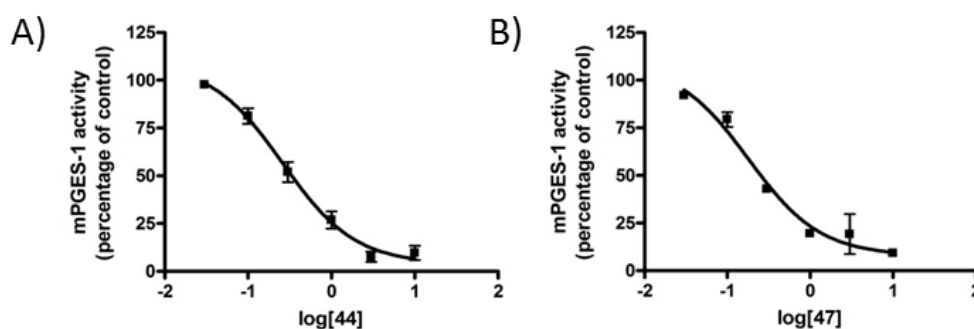 A)
mPGES-1 activity
(percentage of control)
125
100
75
50
25
0
-2
-1
0
1
2
log[44]
B)
mPGES-1 activity
(percentage of control)
125
100
75
50
25
0
-2
-1
0
1
2
log[47]